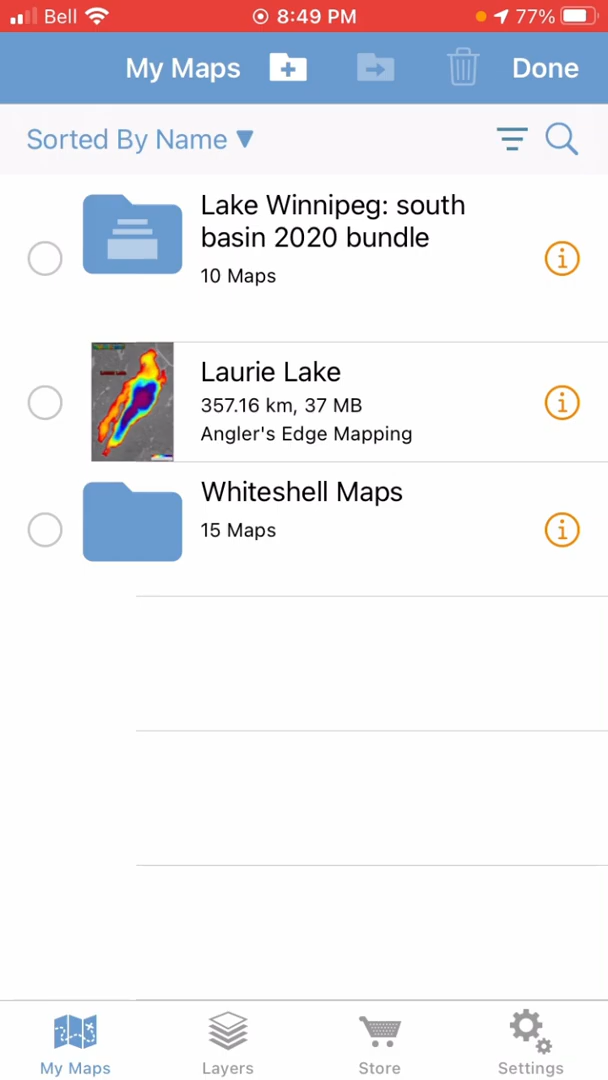 Bell 8:49 PM 77%
My Maps Done
Sorted By Name ▼
Lake Winnipeg: south
basin 2020 bundle
10 Maps
Laurie Lake
357.16 km, 37 MB
Angler's Edge Mapping
Whiteshell Maps
15 Maps
My Maps Layers Store Settings